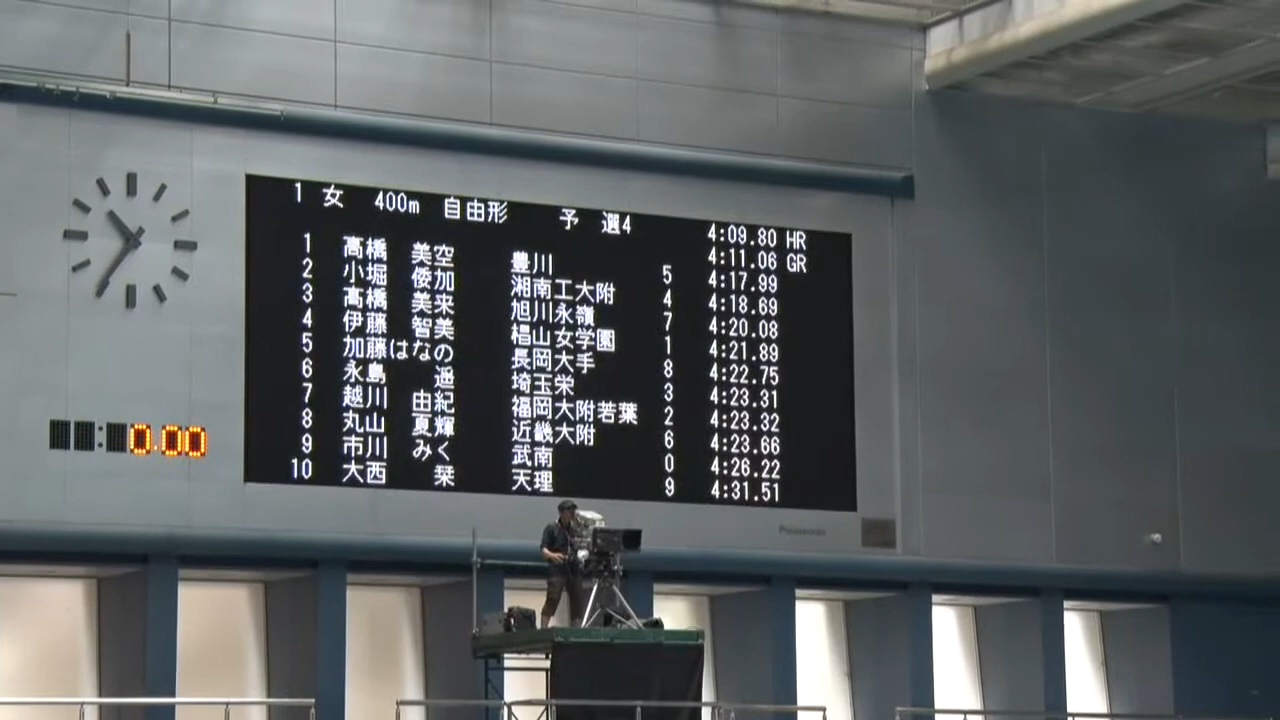 1 女 400m 自由形 予 選4
4:09.80 HR
4:11.06 GR
1 高橋 美空 豊川 5 4:17.99
2 小堀 倭加 湘南工大附 4 4:18.69
3 高橋 美来 旭川永嶺 7 4:20.08
4 伊藤 智美 椙山女学園 1 4:21.89
5 加藤はなの 長岡大手 8 4:22.75
6 永島 遥 埼玉栄 3 4:23.31
7 越川 由紀 福岡大附若葉 2 4:23.32
8 丸山 夏輝 近畿大附 6 4:23.66
9 市川 みく 武南 0 4:26.22
10 大西 栞 天理 9 4:31.51
0.00
Panasonic